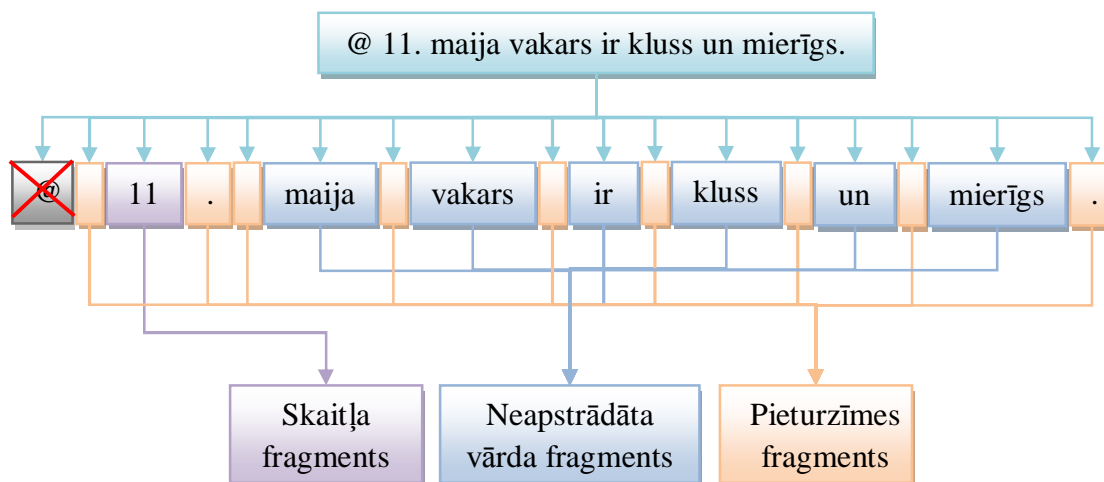 @ 11. maija vakars ir kluss un mierīgs.
@ 11 . maija vakars ir kluss un mierīgs .
Skaitļa
fragments
Neapstrādāta
vārda fragments
Pieturzīmes
fragments